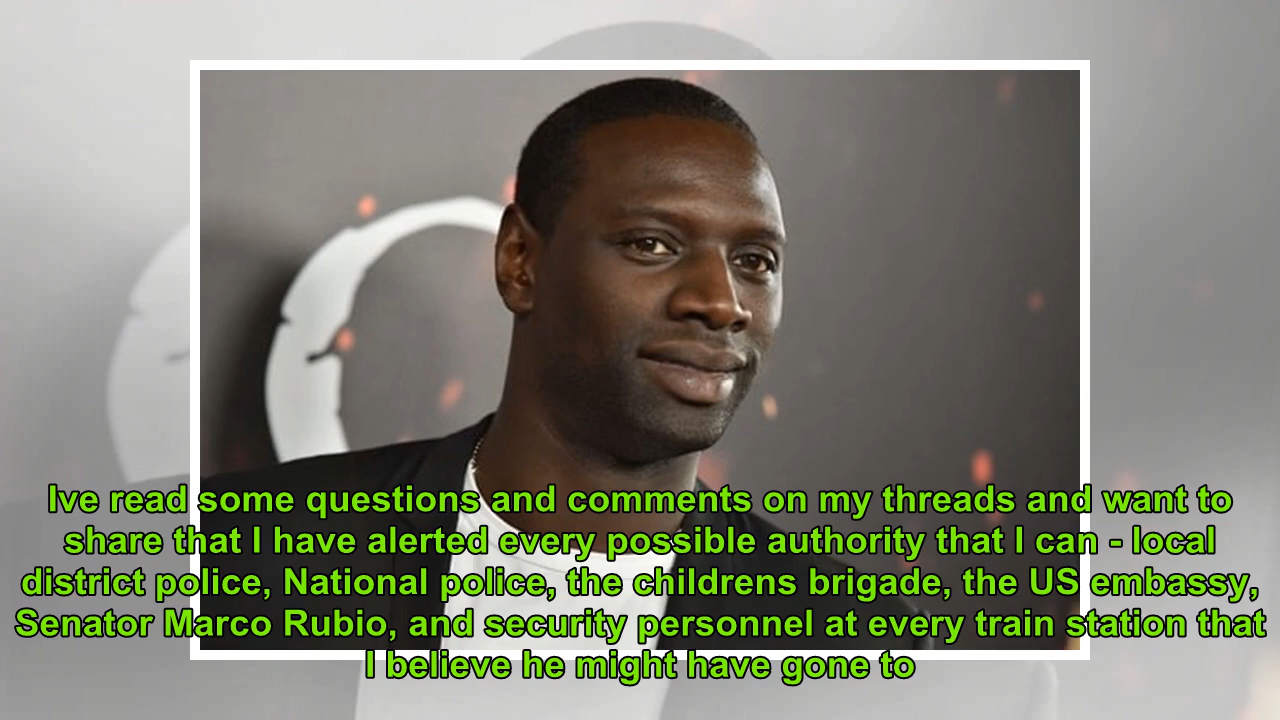 Ive read some questions and comments on my threads and want to
share that I have alerted every possible authority that I can - local
district police, National police, the childrens brigade, the US embassy,
Senator Marco Rubio, and security personnel at every train station that
I believe he might have gone to